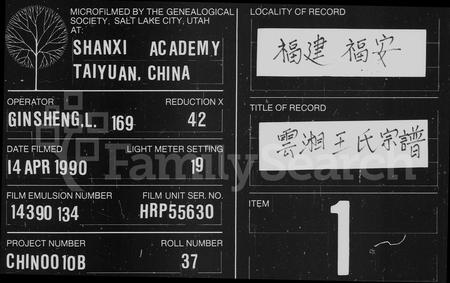 MICROFILMED BY THE GENEALOGICAL
SOCIETY, SALT LAKE CITY, UTAH
AT:
SHANXI ACADEMY
TAIYUAN, CHINA
OPERATOR REDUCTION X
GINSHENG,L. 169 42
DATE FILMED LIGHT METER SETTING
14 APR 1990 19
FILM EMULSION NUMBER FILM UNIT SER. NO.
14390 134 HRP55630
PROJECT NUMBER ROLL NUMBER
CHIN0010B 37
LOCALITY OF RECORD
福建 福安
TITLE OF RECORD
雲湘王氏宗譜
FamilySearch
ITEM
1